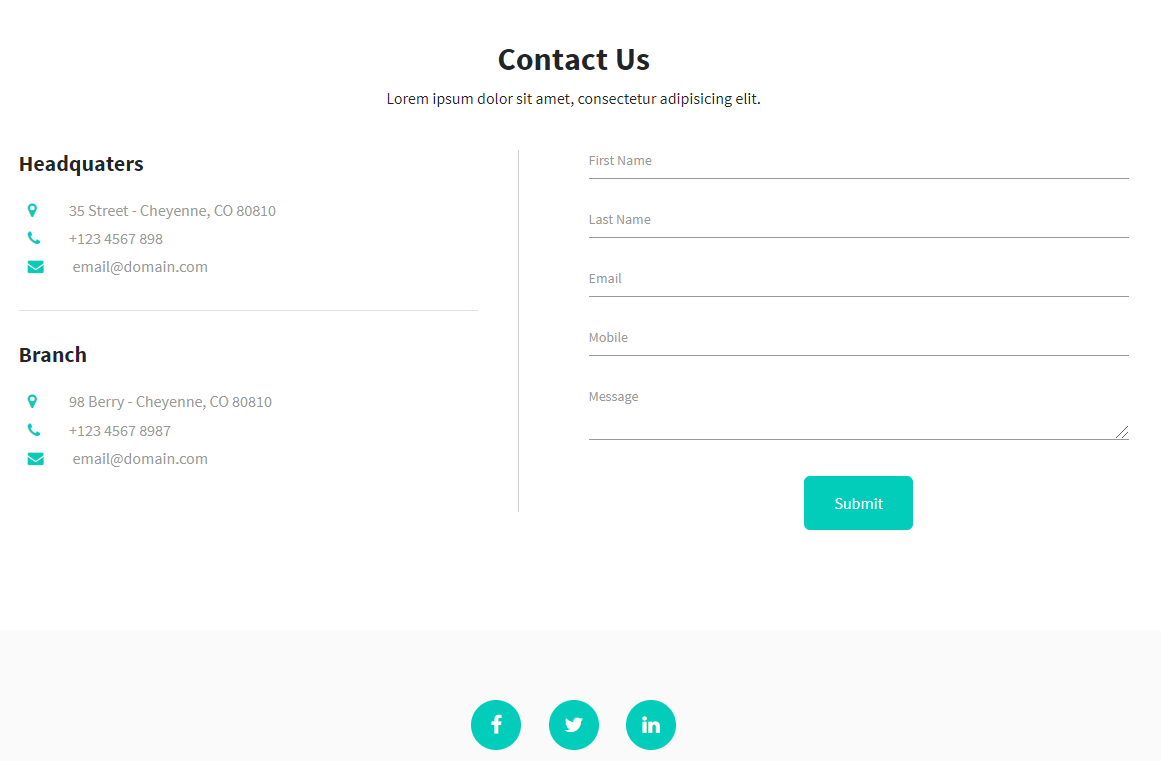 Contact Us
Lorem ipsum dolor sit amet, consectetur adipisicing elit.
Headquaters
35 Street - Cheyenne, CO 80810
+123 4567 898
email@domain.com
Branch
98 Berry - Cheyenne, CO 80810
+123 4567 8987
email@domain.com
First Name
Last Name
Email
Mobile
Message
Submit